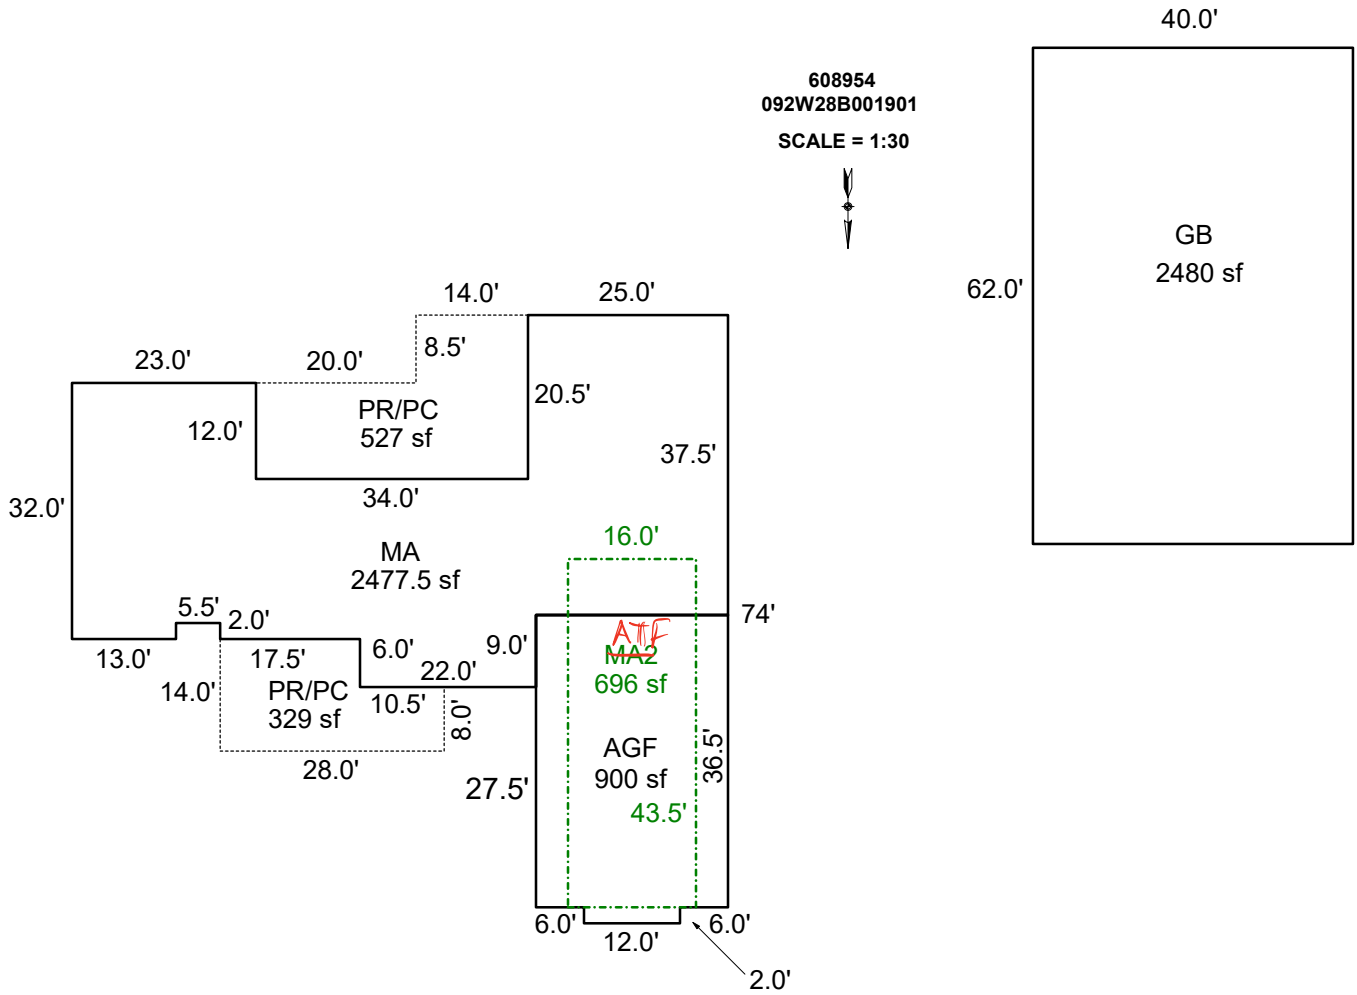 40.0'
608954
092W28B001901
SCALE = 1:30
GB
2480 sf
62.0'
14.0'
25.0'
8.5'
23.0'
20.0'
20.5'
PR/PC
527 sf
12.0'
37.5'
34.0'
32.0'
16.0'
MA
2477.5 sf
5.5'
2.0'
74'
ATF
MA2
696 sf
13.0'
17.5'
6.0'
9.0'
22.0'
14.0'
PR/PC
329 sf
10.5'
8.0'
AGF
900 sf
36.5'
28.0'
27.5'
43.5'
6.0'
12.0'
6.0'
2.0'